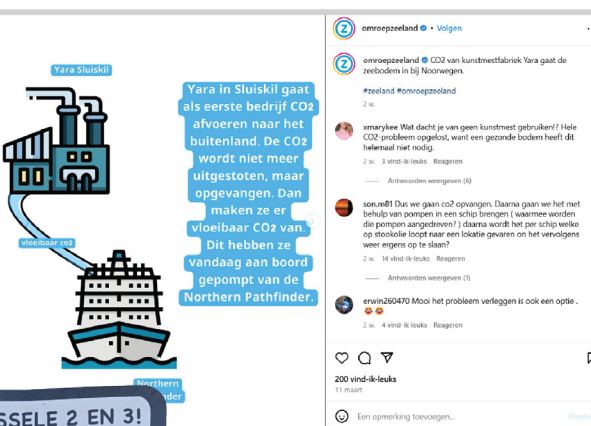 Yara Sluiskil
Yara in Sluiskil gaat
als eerste bedrijf CO2
afvoeren naar het
buitenland. De CO2
wordt niet meer
uitgestoten, maar
opgevangen. Dan
maken ze er
vloeibaar CO2 van.
Dit hebben ze
vandaag aan boord
gepompt van de
Northern Pathfinder.
vloeibaar co2
Northern
SSELE 2 EN 3!
omroepzeeland • Volgen
omroepzeeland CO2 van kunstmestfabriek Yara gaat de
zeebodem in bij Noorwegen.
#zeeland #omroepzeeland
2 w.
xmarykee Wat dacht je van geen kunstmest gebruiken!? Hele
CO2-probleem opgelost, want een gezonde bodem heeft dit
helemaal niet nodig.
2 w. 3 vind-ik-leuks Reageren
Antwoorden weergeven (6)
son.m81 Dus we gaan co2 opvangen. Daarna gaan we het met
behulp van pompen in een schip brengen ( waarmee worden
die pompen aangedreven? ) daarna wordt het per schip welke
op stookolie loopt naar een lokatie gevaren en het vervolgens
weer ergens op te slaan?
2 w. 14 vind-ik-leuks Reageren
Antwoorden weergeven (1)
erwin260470 Mooi het probleem verleggen is ook een optie .
2 w. 4 vind-ik-leuks Reageren
200 vind-ik-leuks
11 maart
Een opmerking toevoegen...